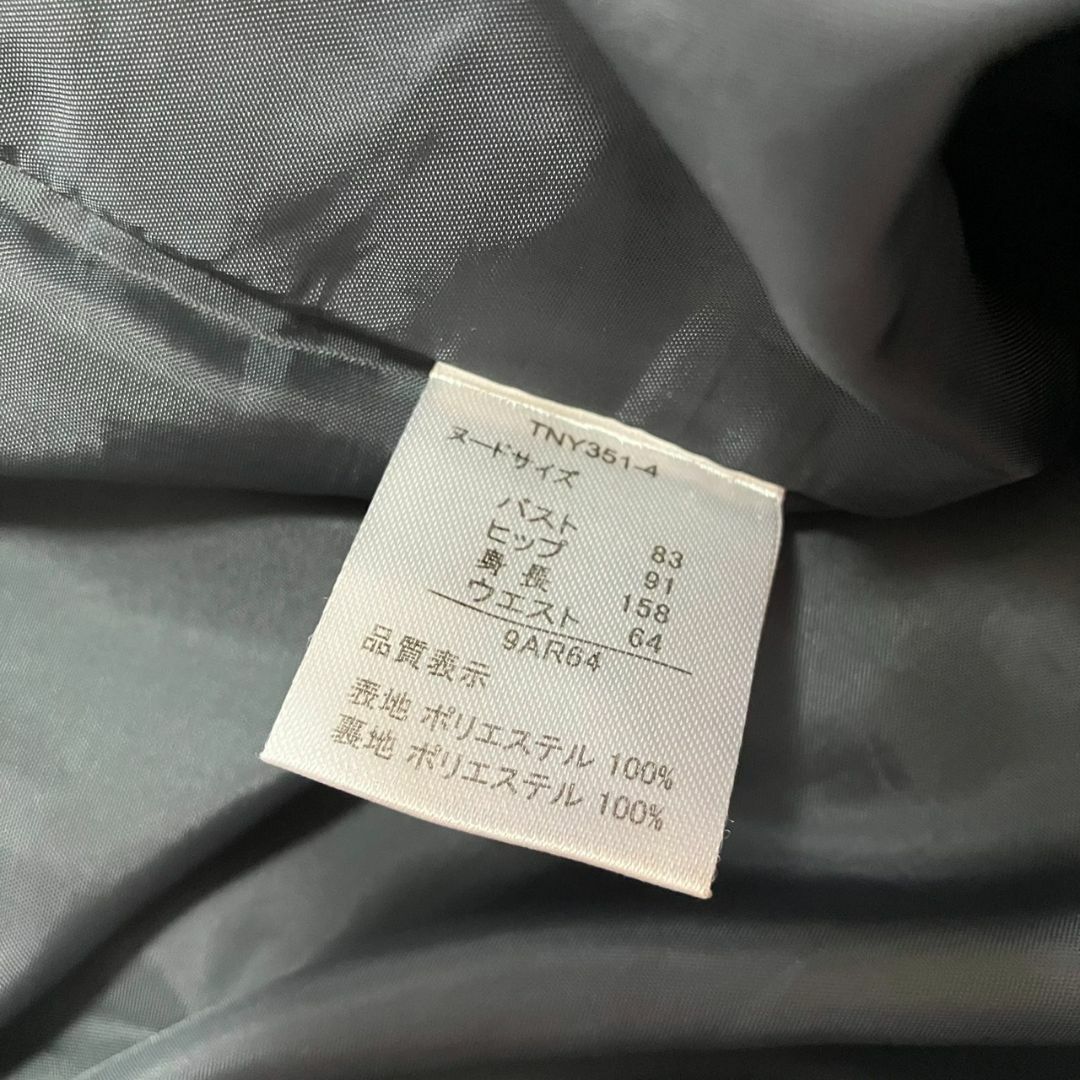 TNY351-4
ヌードサイズ
バスト 83
ヒップ 91
身長 158
ウエスト 64
9AR64
品質表示
表地 ポリエステル 100%
裏地 ポリエステル 100%